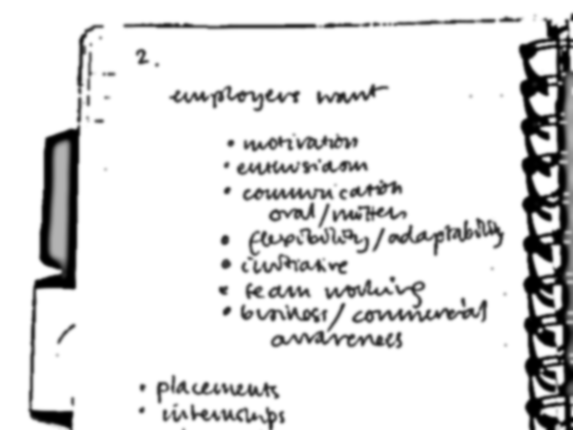 2.
employers want
• motivation
• enthusiasm
• communication
oral/written
• flexibility/adaptability
• initiative
• team working
• business/commercial
awareness
• placements
• internships